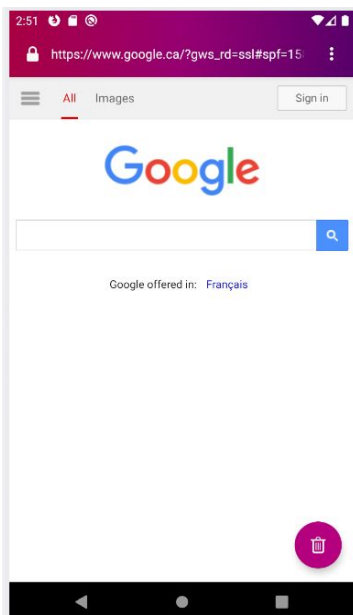 2:51
https://www.google.ca/?gws_rd=ssl#spf=15
All Images Sign in
Google
Google offered in: Français